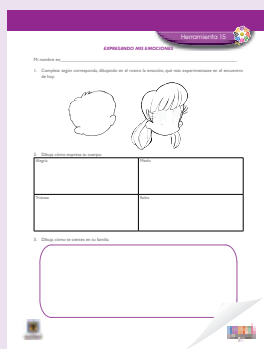 Herramienta 15
EXPRESANDO MIS EMOCIONES
Mi nombre es
1. Completa según corresponda, dibujando en el rostro la emoción, que más experimentaste en el encuentro
de hoy.
2. Dibuja cómo expresa tu cuerpo:
Alegría
Miedo
Tristeza
Rabia
3. Dibuja cómo te sientes en tu familia